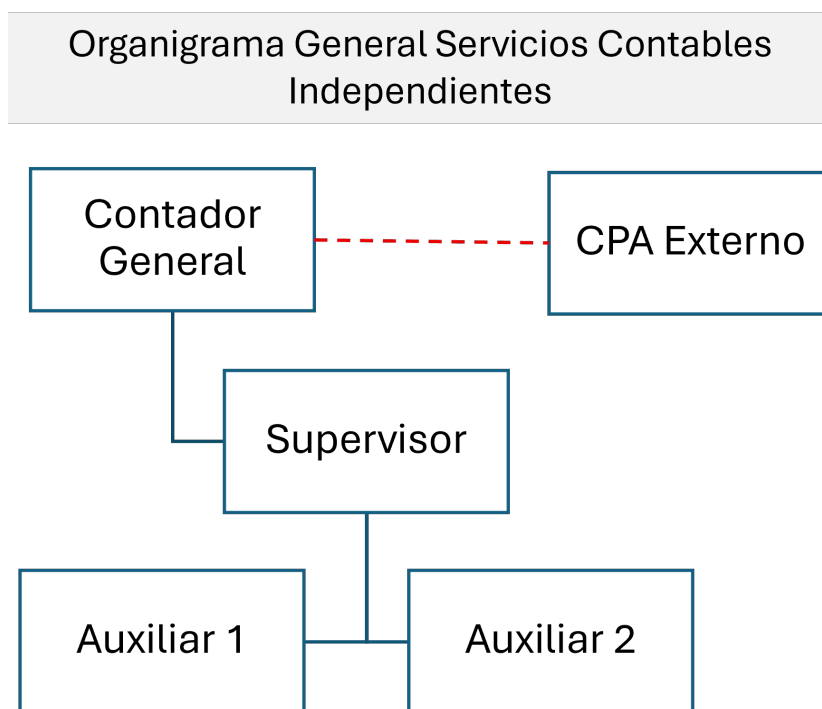 Organigrama General Servicios Contables
Independientes
Contador
General
CPA Externo
Supervisor
Auxiliar 1
Auxiliar 2